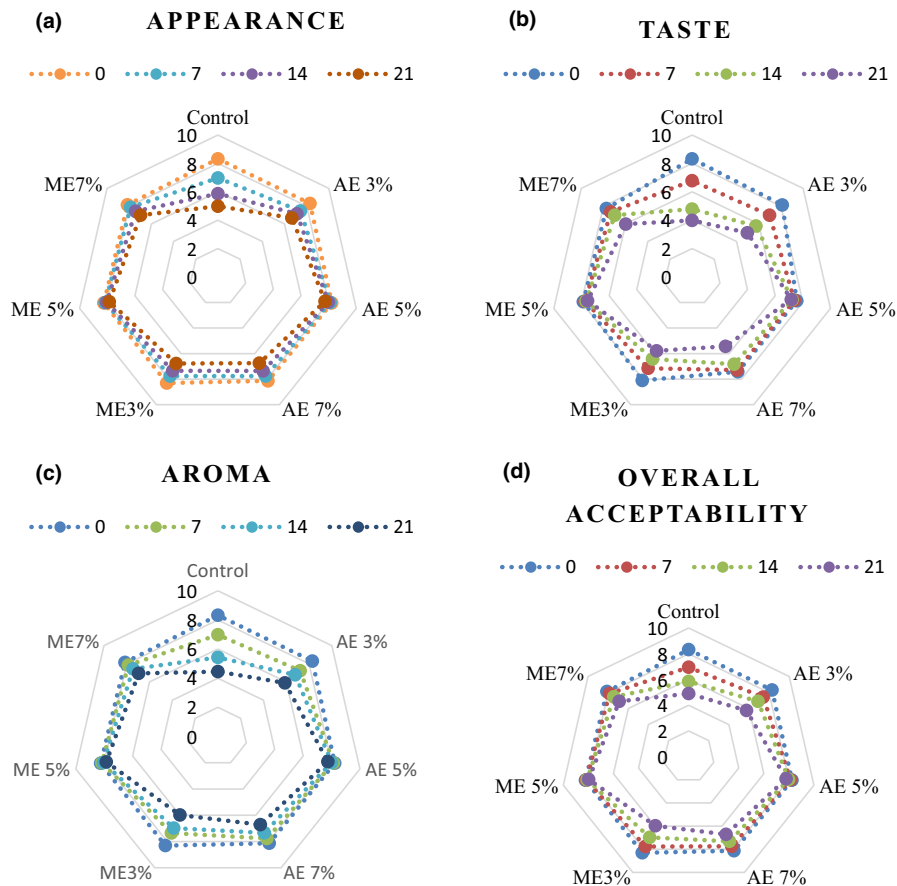 (a) APPEARANCE
0 7 14 21
Control
10
8
6
4
2
0
AE 3%
AE 5%
AE 7%
ME3%
ME 5%
ME7%
(b) TASTE
0 7 14 21
Control
10
8
6
4
2
0
AE 3%
AE 5%
AE 7%
ME3%
ME 5%
ME7%
(c) AROMA
0 7 14 21
Control
10
8
6
4
2
0
AE 3%
AE 5%
AE 7%
ME3%
ME 5%
ME7%
(d) OVERALL
ACCEPTABILITY
0 7 14 21
Control
10
8
6
4
2
0
AE 3%
AE 5%
AE 7%
ME3%
ME 5%
ME7%